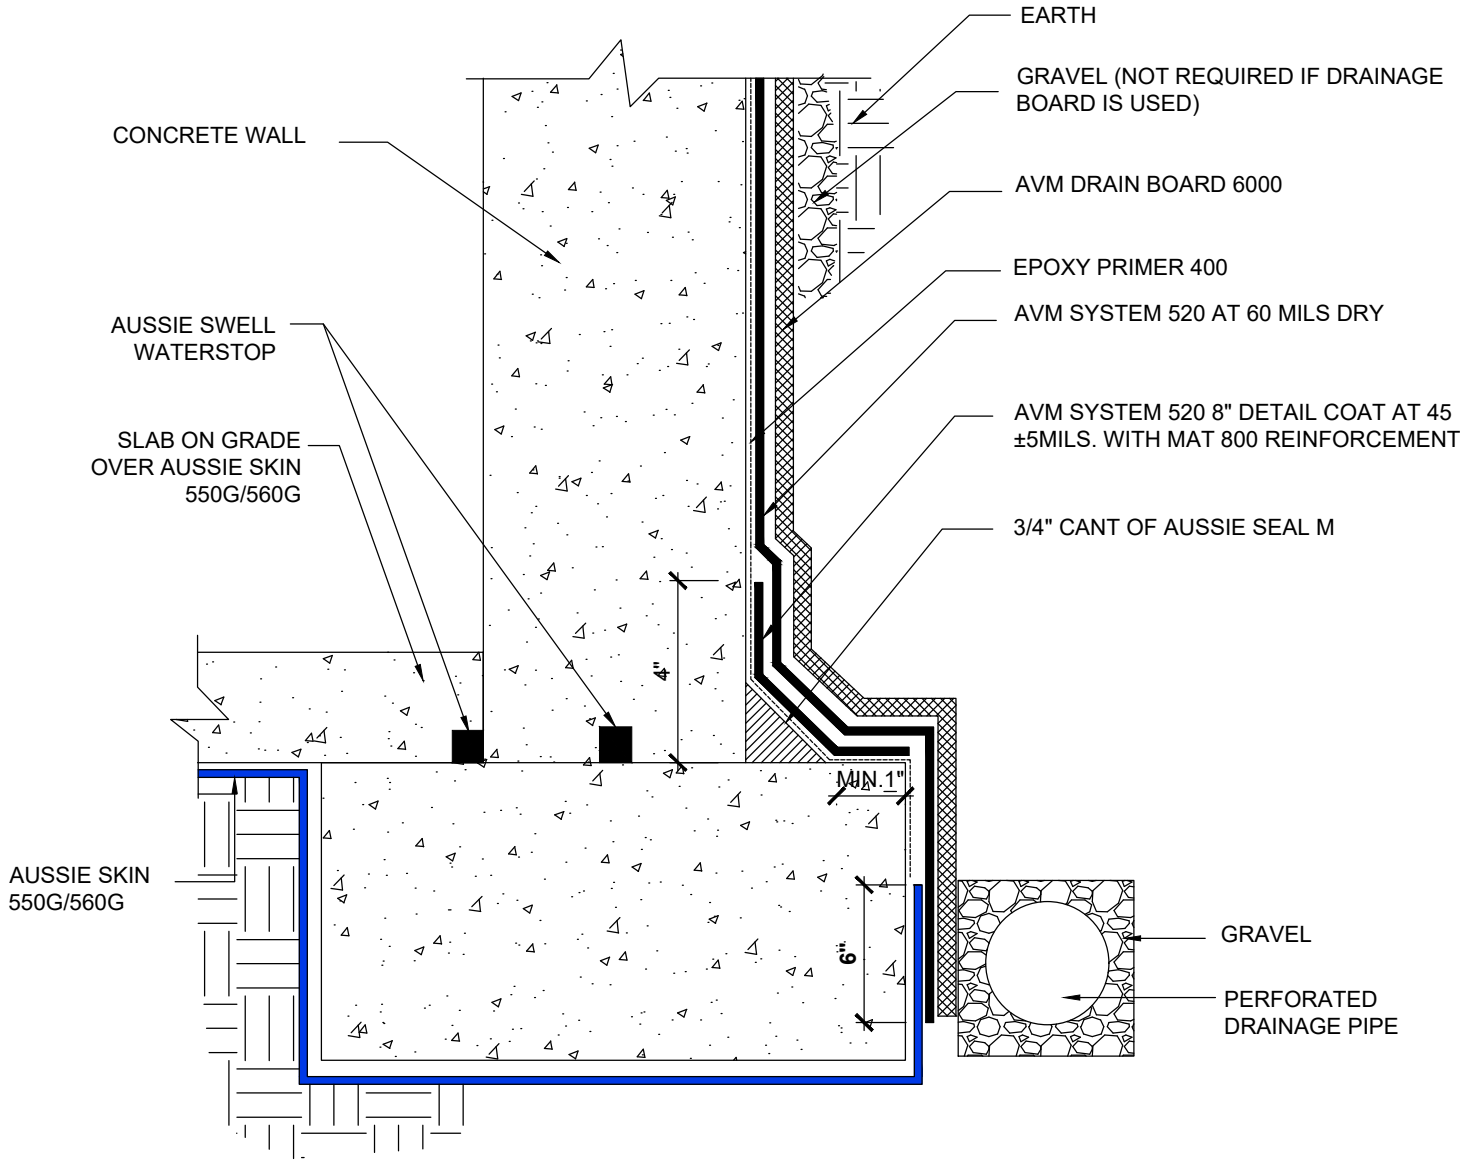 EARTH
GRAVEL (NOT REQUIRED IF DRAINAGE
BOARD IS USED)
CONCRETE WALL
AVM DRAIN BOARD 6000
EPOXY PRIMER 400
AVM SYSTEM 520 AT 60 MILS DRY
AUSSIE SWELL
WATERSTOP
AVM SYSTEM 520 8" DETAIL COAT AT 45
±5MILS. WITH MAT 800 REINFORCEMENT
SLAB ON GRADE
OVER AUSSIE SKIN
550G/560G
3/4" CANT OF AUSSIE SEAL M
4"
MIN. 1"
AUSSIE SKIN
550G/560G
6"
GRAVEL
PERFORATED
DRAINAGE PIPE